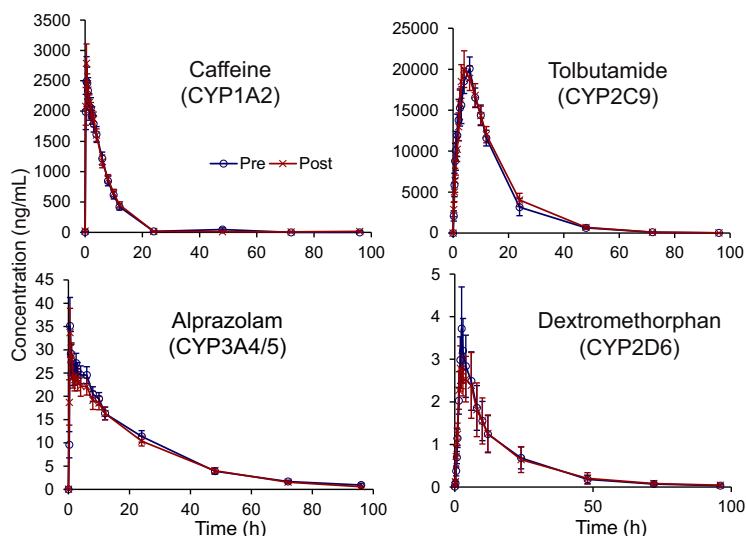 Concentration (ng/mL)
3500
3000
2500
2000
1500
1000
500
0
Caffeine
(CYP1A2)
Pre
Post
0 20 40 60 80 100
25000
20000
15000
10000
5000
0
Tolbutamide
(CYP2C9)
0 20 40 60 80 100
45
40
35
30
25
20
15
10
5
0
Alprazolam
(CYP3A4/5)
0 20 40 60 80 100
Time (h)
6
5
4
3
2
1
0
Dextromethorphan
(CYP2D6)
0 50 100
Time (h)